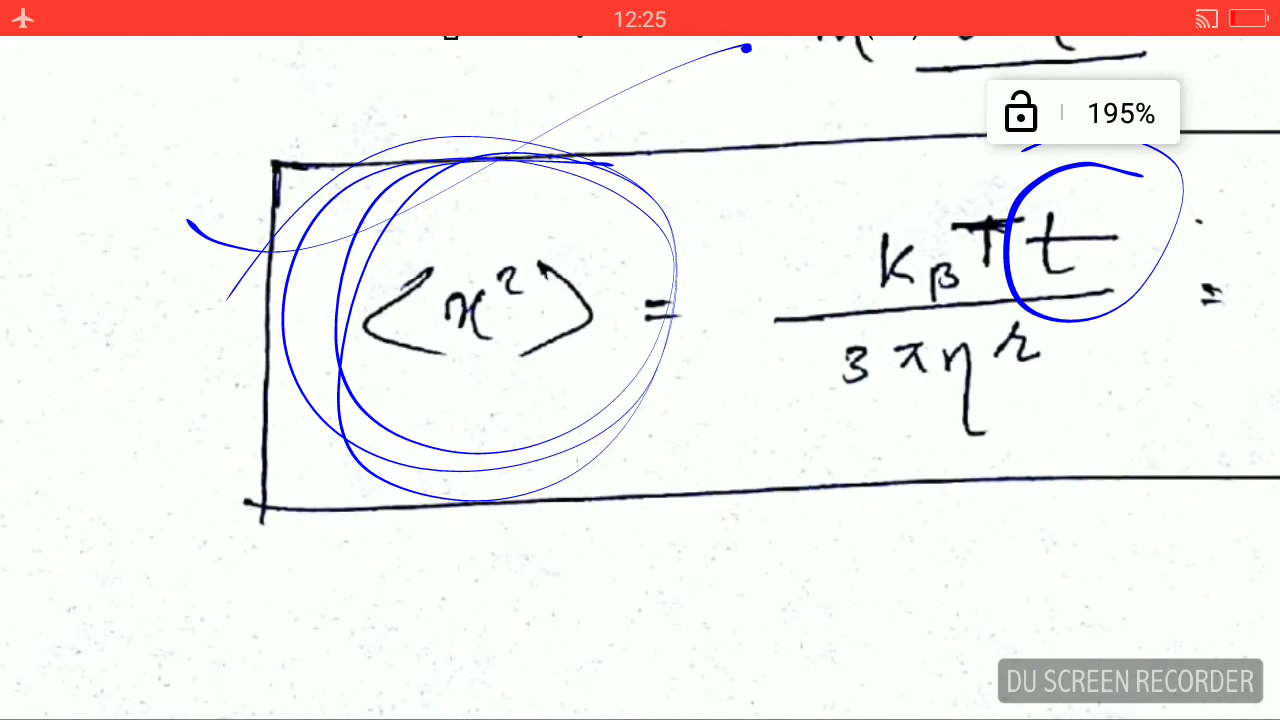 12:25
195%
<x²> = K_B T t / 3πηr =
DU SCREEN RECORDER